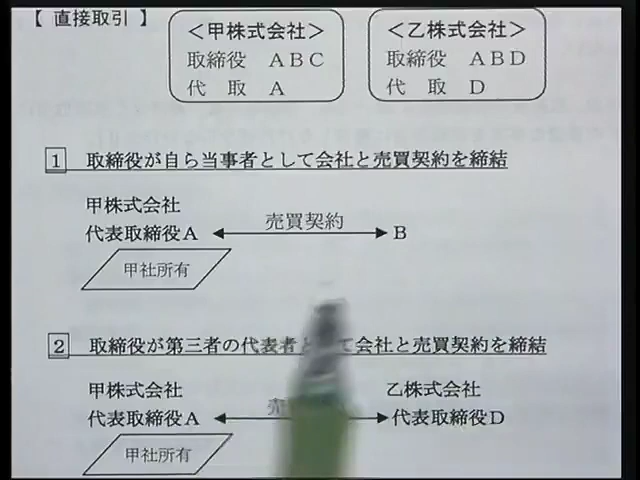 【 直接取引 】
＜甲株式会社＞
取締役　ＡＢＣ
代　取　Ａ
＜乙株式会社＞
取締役　ＡＢＤ
代　取　Ｄ
1　取締役が自ら当事者として会社と売買契約を締結
甲株式会社
売買契約
代表取締役Ａ　Ｂ
甲社所有
2　取締役が第三者の代表者と　て会社と売買契約を締結
甲株式会社　乙株式会社
売
代表取締役Ａ　代表取締役Ｄ
甲社所有